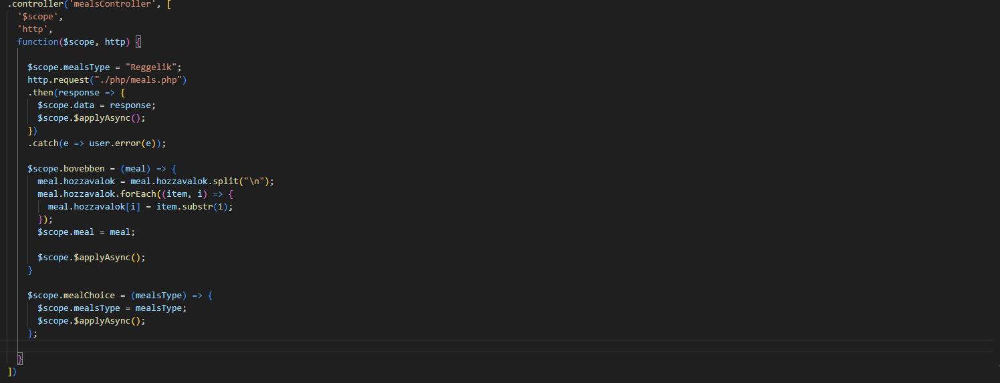 .controller('mealsController', [
'$scope',
'http',
function($scope, http) {
$scope.mealsType = "Reggelik";
http.request("./php/meals.php")
.then(response => {
$scope.data = response;
$scope.$applyAsync();
})
.catch(e => user.error(e));
$scope.bovebben = (meal) => {
meal.hozzavalok = meal.hozzavalok.split("\n");
meal.hozzavalok.forEach((item, i) => {
meal.hozzavalok[i] = item.substr(1);
});
$scope.meal = meal;
$scope.$applyAsync();
}
$scope.mealChoice = (mealsType) => {
$scope.mealsType = mealsType;
$scope.$applyAsync();
};
}
])